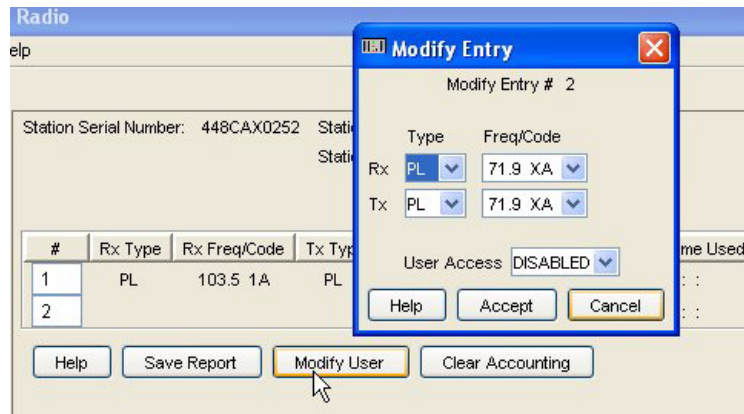 Radio
elp
Modify Entry
Modify Entry # 2
Station Serial Number: 448CAX0252 Stati
Stati
Type Freq/Code
Rx PL 71.9 XA
Tx PL 71.9 XA
User Access DISABLED
Help Accept Cancel
# Rx Type Rx Freq/Code Tx Typ me Used
1 PL 103.5 1A PL : :
2 : :
Help Save Report Modify User Clear Accounting